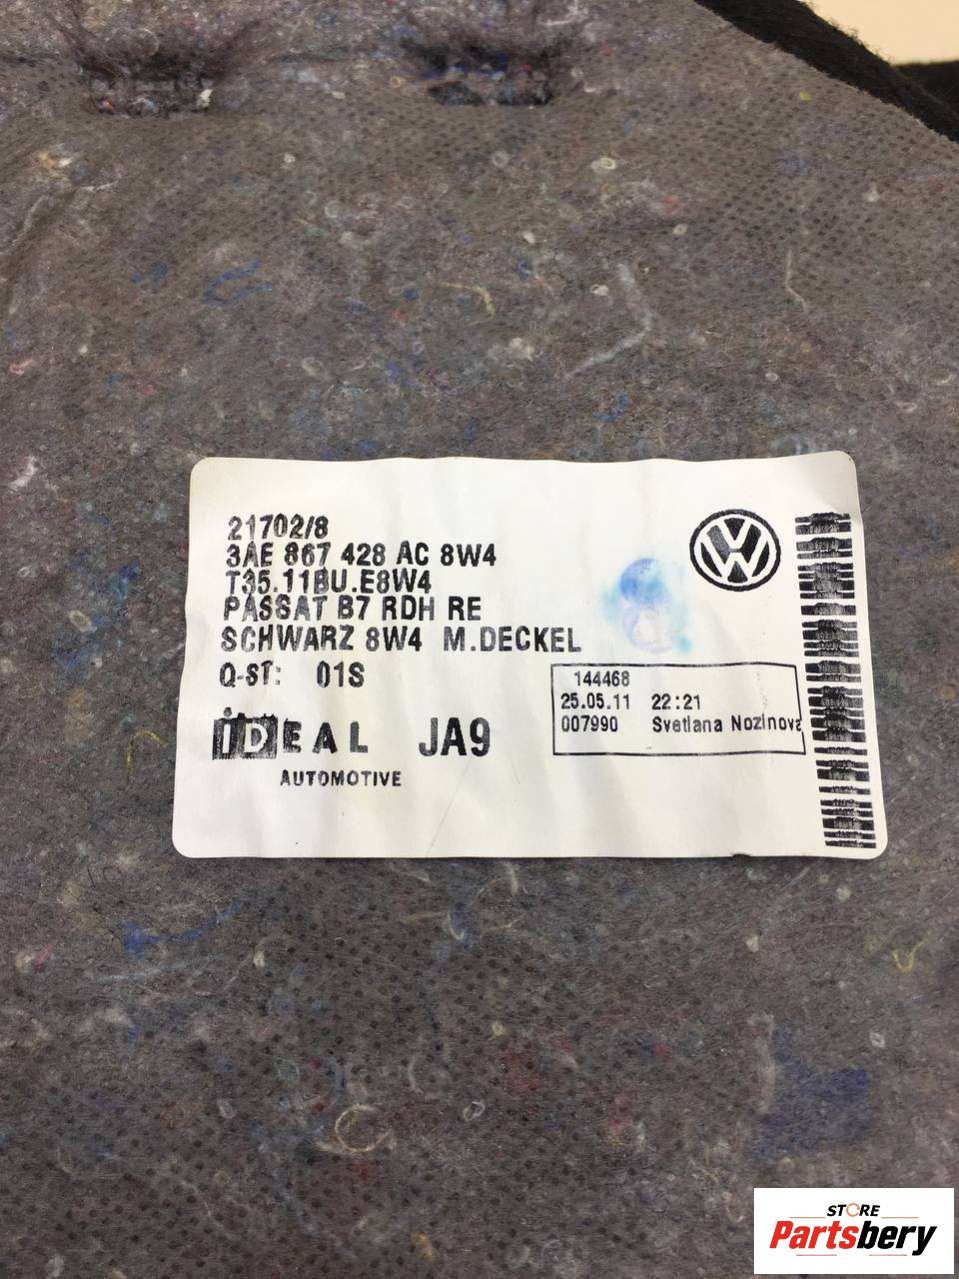 21702/8
3AE 867 428 AC 8W4
T35.11BU.E8W4
PASSAT B7 RDH RE
SCHWARZ 8W4 M.DECKEL
Q-ST: 01S
144468
25.05.11 22:21
007990 Svetlana Nozinova
iDEAL JA9
AUTOMOTIVE
STORE
Partsbery